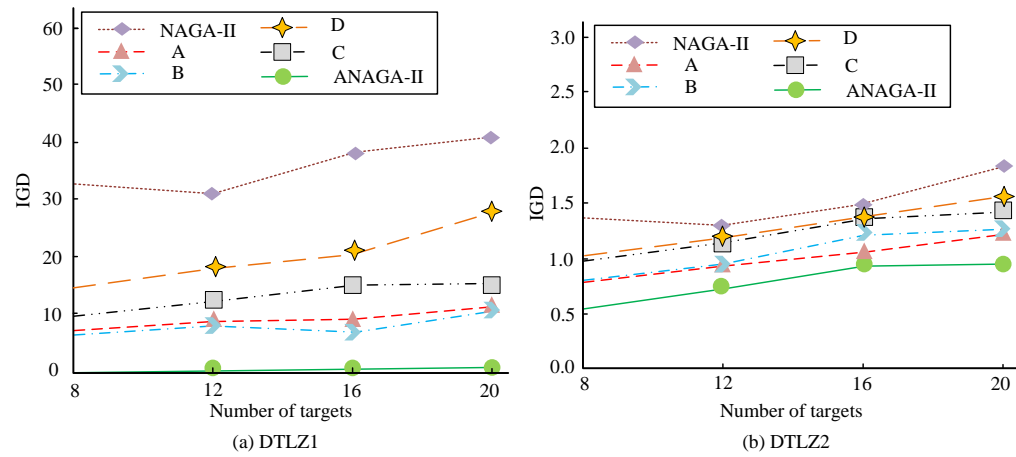 60
50
40
30
20
10
0
IGD
NAGA-II
A
B
D
C
ANAGA-II
8 12 16 20
Number of targets
(a) DTLZ1
3.0
2.5
2.0
1.5
1.0
0.5
0.0
IGD
NAGA-II
A
B
D
C
ANAGA-II
8 12 16 20
Number of targets
(b) DTLZ2